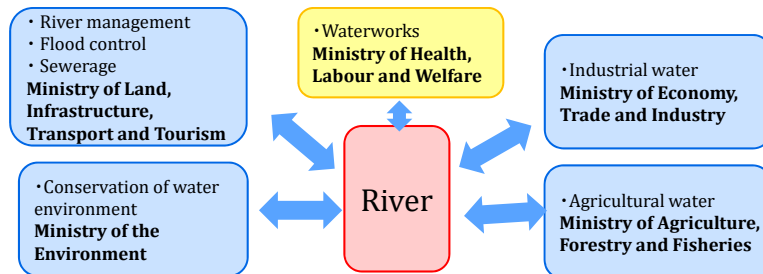 ・River management
・Flood control
・Sewerage
Ministry of Land,
Infrastructure,
Transport and Tourism
・Waterworks
Ministry of Health,
Labour and Welfare
・Industrial water
Ministry of Economy,
Trade and Industry
・Conservation of water
environment
Ministry of the
Environment
River
・Agricultural water
Ministry of Agriculture,
Forestry and Fisheries